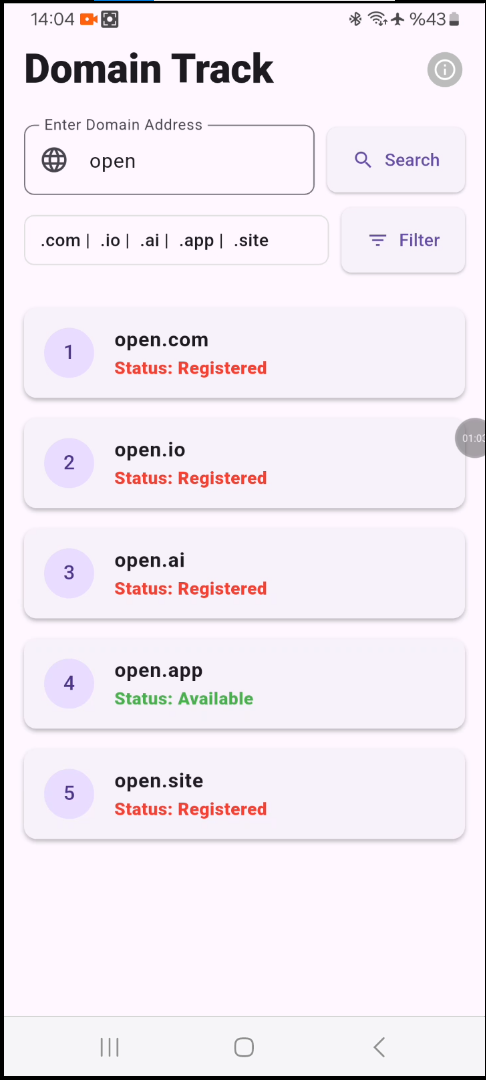 14:04 %43
Domain Track
Enter Domain Address
open
Search
.com | .io | .ai | .app | .site
Filter
1
open.com
Status: Registered
2
open.io
Status: Registered
01:03
3
open.ai
Status: Registered
4
open.app
Status: Available
5
open.site
Status: Registered